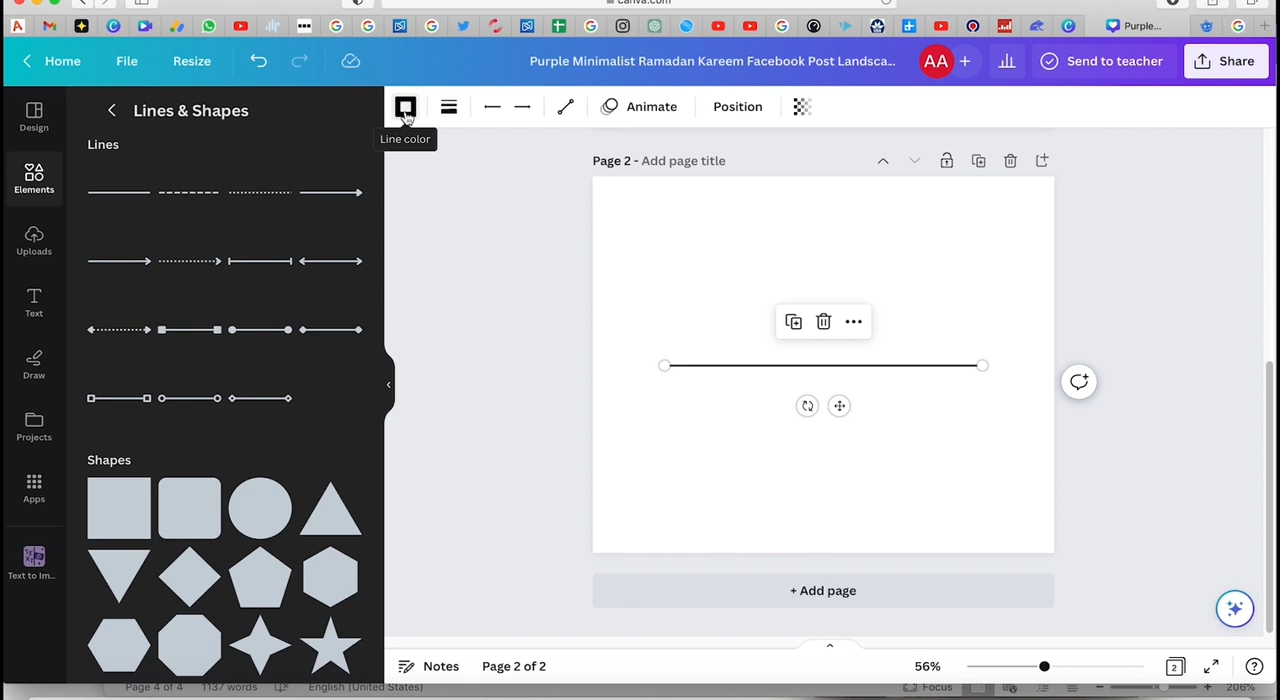 canva.com
Purple...
Home
File
Resize
Purple Minimalist Ramadan Kareem Facebook Post Landsca...
AA
Send to teacher
Share
Design
Elements
Uploads
Text
Draw
Projects
Apps
Text to Im...
Lines & Shapes
Lines
Shapes
Animate
Position
Line color
Page 2 - Add page title
+ Add page
Notes
Page 2 of 2
56%
2
Page 4 of 4
1137 words
English (United States)
Focus
206%